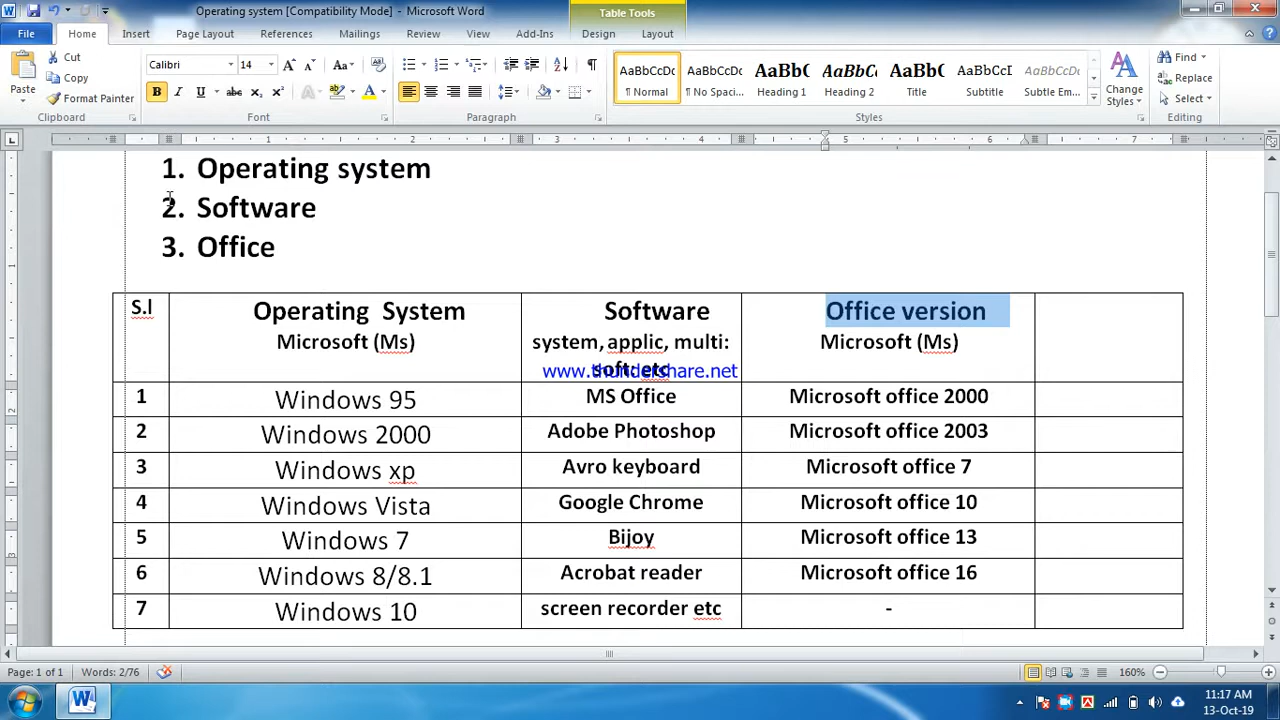 Operating system [Compatibility Mode] - Microsoft Word
Table Tools
File Home Insert Page Layout References Mailings Review View Add-Ins Design Layout
Paste
Cut
Copy
Format Painter
Clipboard
Calibri 14
Font
Paragraph
AaBbCcDc AaBbCcDc AaBbC AaBbCc AaBbC AaBbCcD AaBbCcDc
¶ Normal ¶ No Spaci... Heading 1 Heading 2 Title Subtitle Subtle Em...
Styles
Change Styles
Find
Replace
Select
Editing
1. Operating system
2. Software
3. Office
S.l Operating System Software Office version
Microsoft (Ms) system, applic, multi: Microsoft (Ms)
soft: etc
www.thundershare.net
1 Windows 95 MS Office Microsoft office 2000
2 Windows 2000 Adobe Photoshop Microsoft office 2003
3 Windows xp Avro keyboard Microsoft office 7
4 Windows Vista Google Chrome Microsoft office 10
5 Windows 7 Bijoy Microsoft office 13
6 Windows 8/8.1 Acrobat reader Microsoft office 16
7 Windows 10 screen recorder etc -
Page: 1 of 1 Words: 2/76 160%
11:17 AM
13-Oct-19